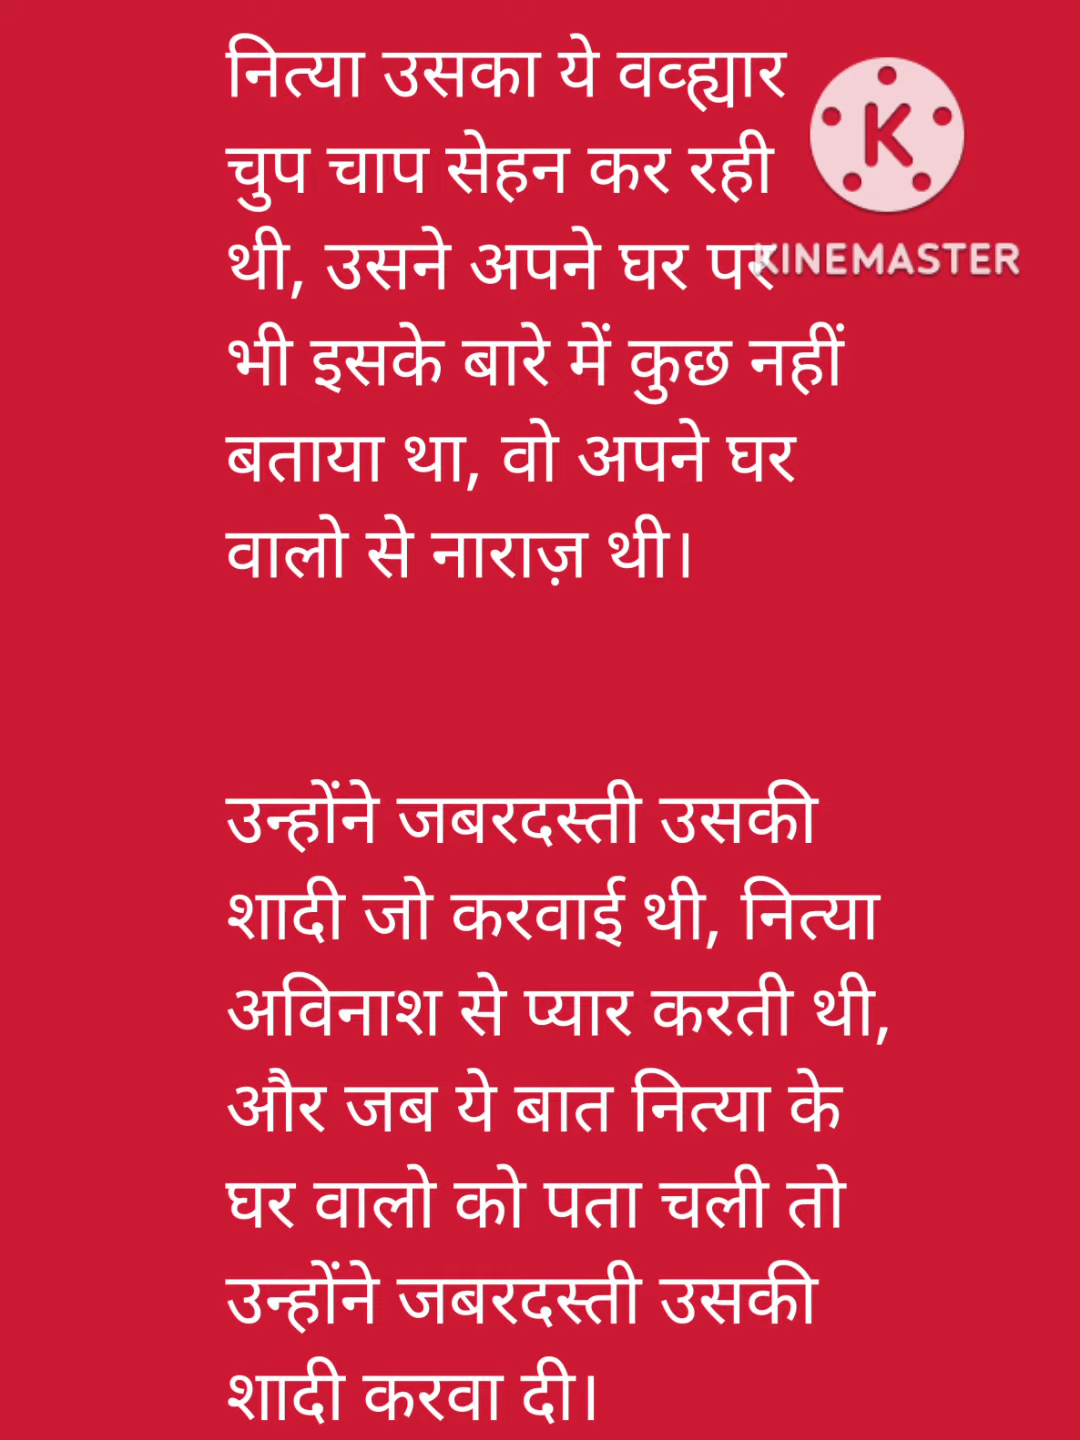 नित्या उसका ये वव्ह्यार
चुप चाप सेहन कर रही
थी, उसने अपने घर पर
KINEMASTER
भी इसके बारे में कुछ नहीं
बताया था, वो अपने घर
वालो से नाराज़ थी।
उन्होंने जबरदस्ती उसकी
शादी जो करवाई थी, नित्या
अविनाश से प्यार करती थी,
और जब ये बात नित्या के
घर वालो को पता चली तो
उन्होंने जबरदस्ती उसकी
शादी करवा दी।